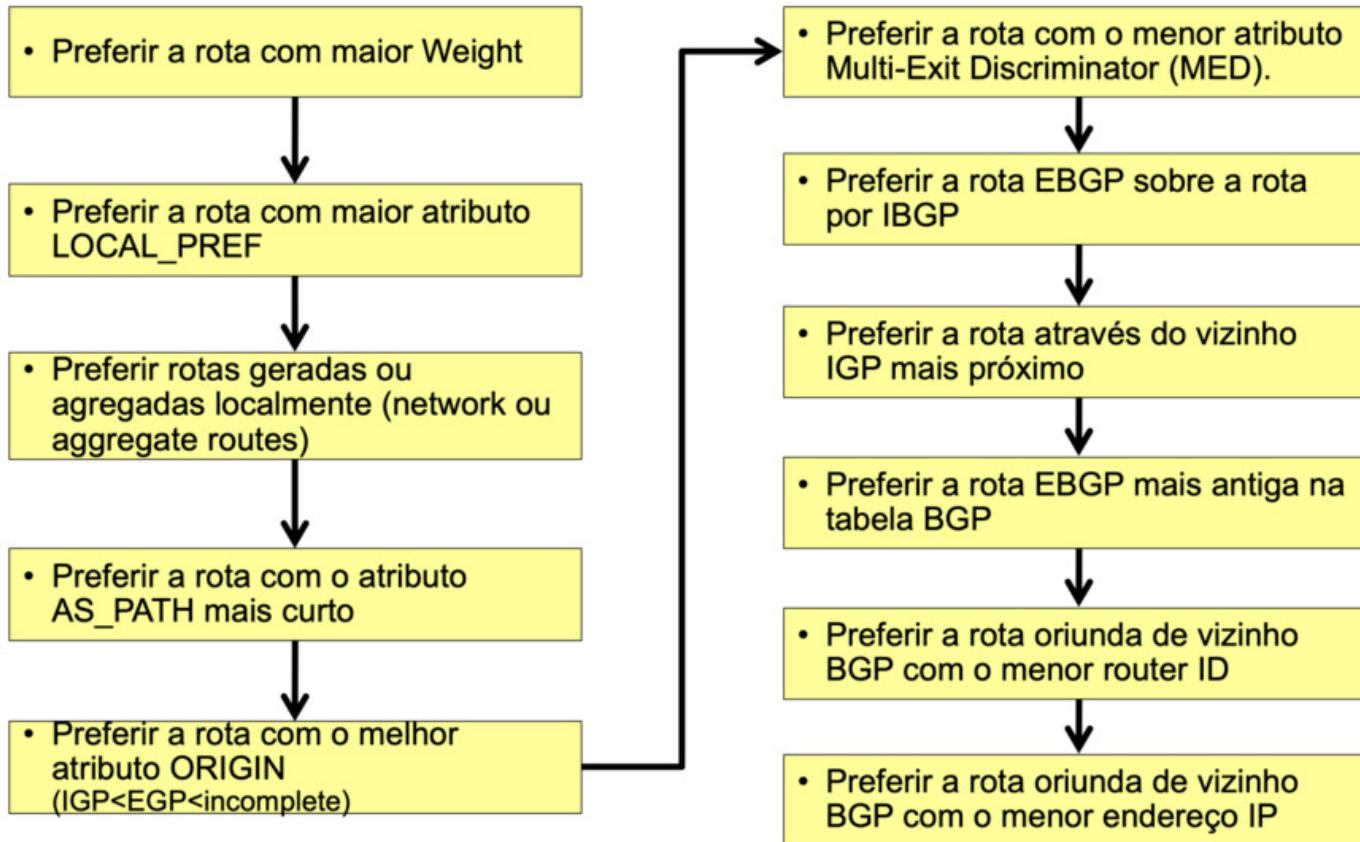 • Preferir a rota com maior Weight
• Preferir a rota com maior atributo
LOCAL_PREF
• Preferir rotas geradas ou
agregadas localmente (network ou
aggregate routes)
• Preferir a rota com o atributo
AS_PATH mais curto
• Preferir a rota com o melhor
atributo ORIGIN
(IGP<EGP<incomplete)
• Preferir a rota com o menor atributo
Multi-Exit Discriminator (MED).
• Preferir a rota EBGP sobre a rota
por IBGP
• Preferir a rota através do vizinho
IGP mais próximo
• Preferir a rota EBGP mais antiga na
tabela BGP
• Preferir a rota oriunda de vizinho
BGP com o menor router ID
• Preferir a rota oriunda de vizinho
BGP com o menor endereço IP